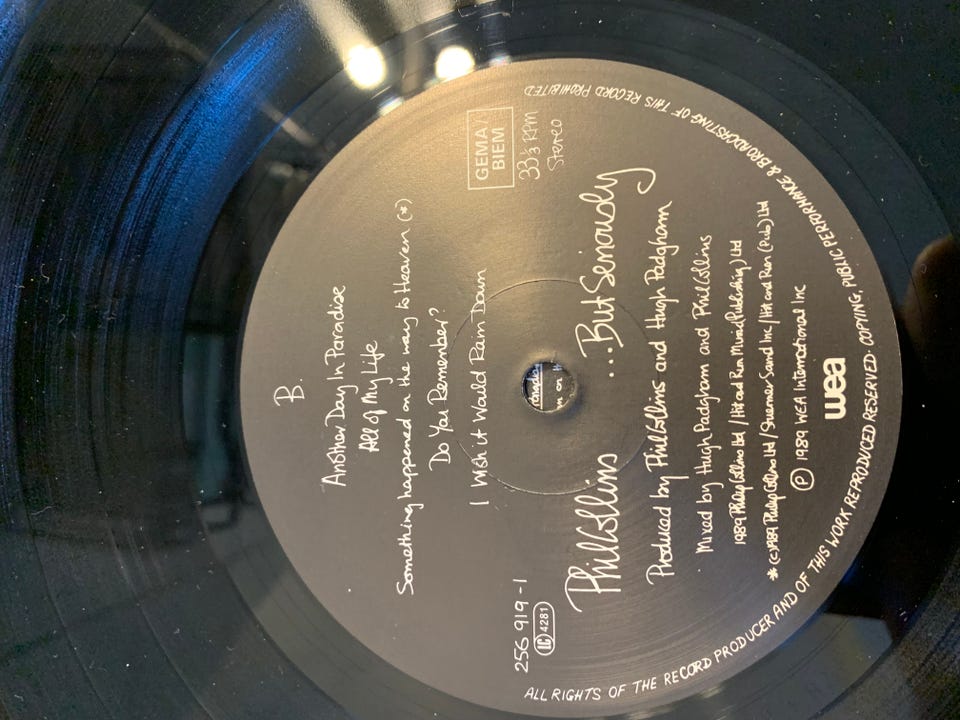 B.
Another Day In Paradise
All of My Life
Something happened on the way to Heaven (*)
Do You Remember?
I Wish it Would Rain Down
256 919-1
LC 4281
GEMA/
BIEM
33⅓ RPM
Stereo
Phil Collins ...But Seriously
Produced by Phil Collins and Hugh Padgham
Mixed by Hugh Padgham and Phil Collins
1989 Philip Collins Ltd / Hit and Run Music (Publishing) Ltd
* (c) 1989 Philip Collins Ltd / Stuermer Sand Inc / Hit and Run (Pub) Ltd
Ⓟ 1989 WEA International Inc
wea
ALL RIGHTS OF THE RECORD PRODUCER AND OF THIS WORK REPRODUCED RESERVED. COPYING, PUBLIC PERFORMANCE & BROADCASTING OF THIS RECORD PROHIBITED